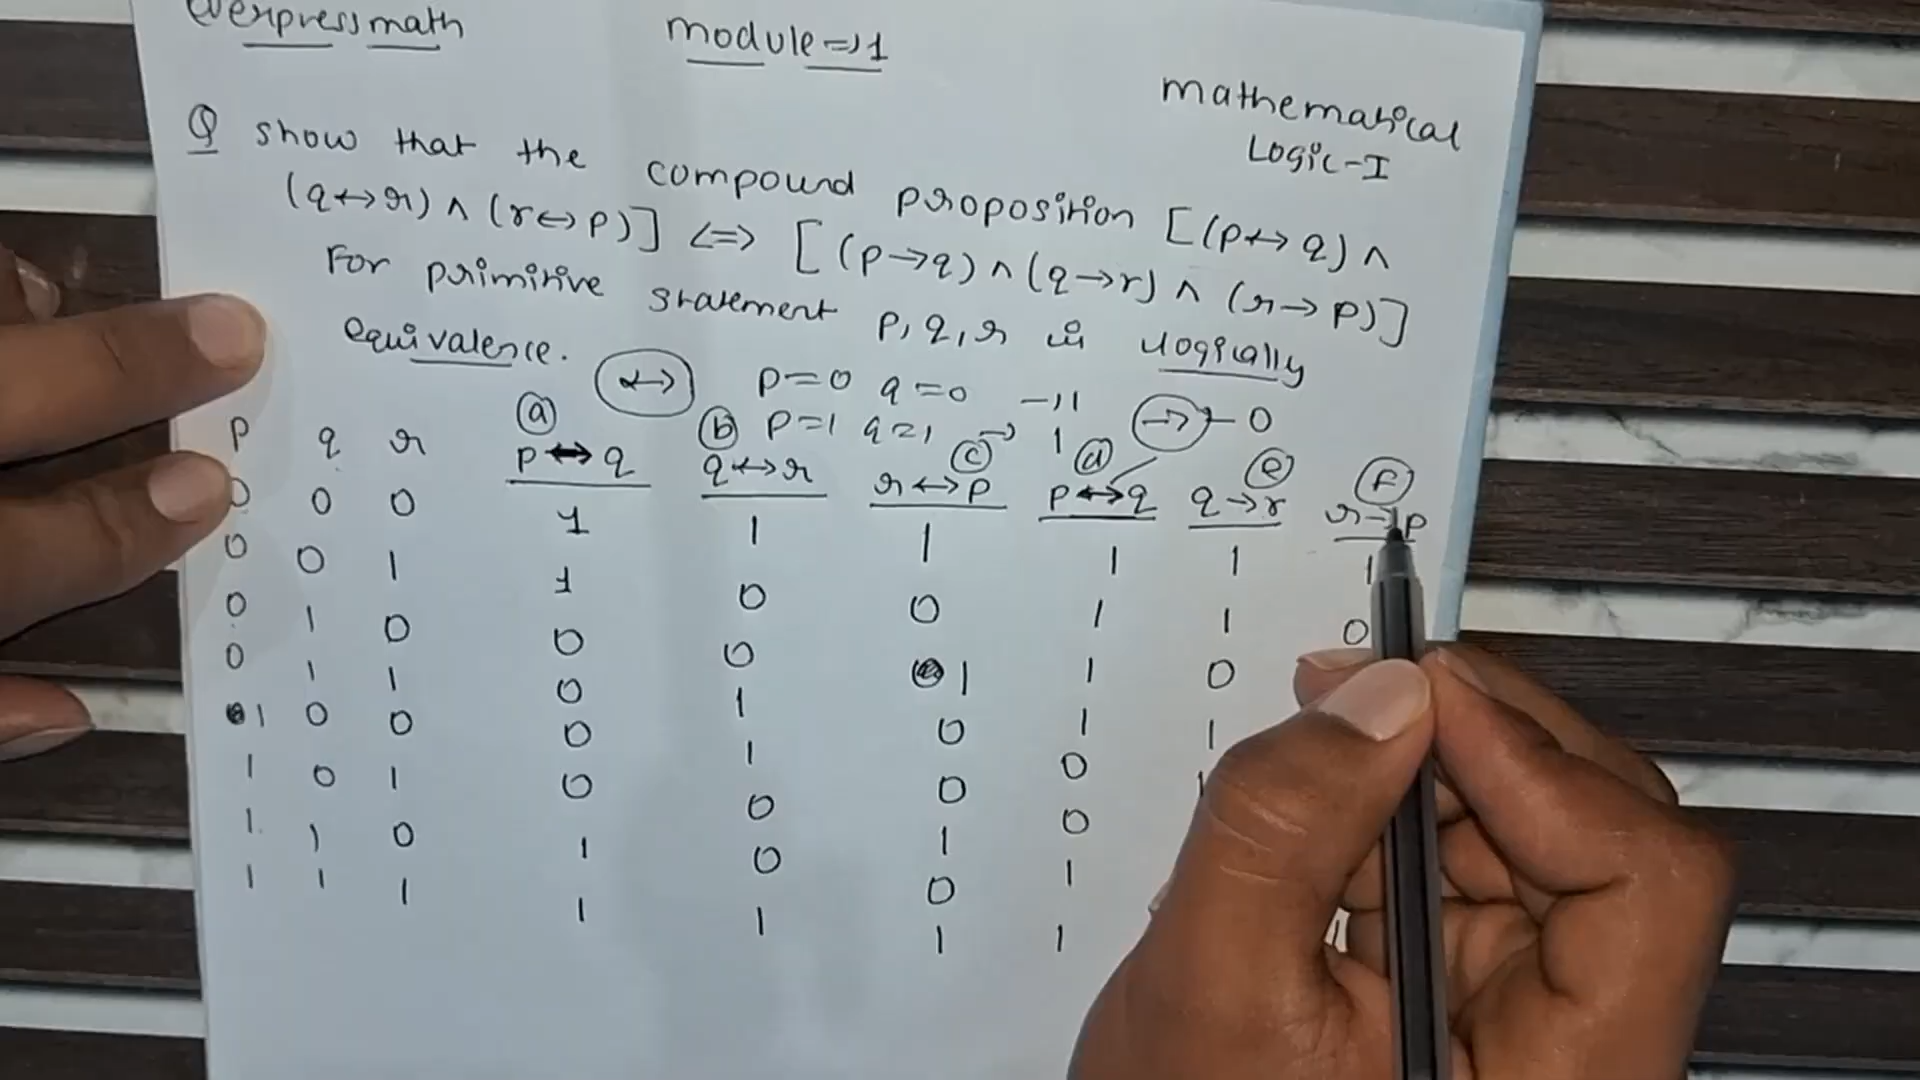 @expressmath
module⇒1
mathematical
Logic-I
Q show that the compound proposition [(p↔q) ∧
(q↔r) ∧ (r↔p)] <=> [(p→q) ∧ (q→r) ∧ (r→p)]
For primitive statement p, q, r is logically
equivalence.
↔ p=0 q=0 → 1 → - 0
p=1 q=1 → 1
(a) (b) (c) (d) (e) (f)
p q r p↔q q↔r r↔p p↔q q→r r→p
0 0 0 1 1 1 1 1 1
0 0 1 1 0 0 1 1 0
0 1 0 0 0 1 1 0
0 1 1 0 1 0 1 1
1 0 0 0 1 0 0 1
1 0 1 0 0 1 0
1 1 0 1 0 0 1
1 1 1 1 1 1 1